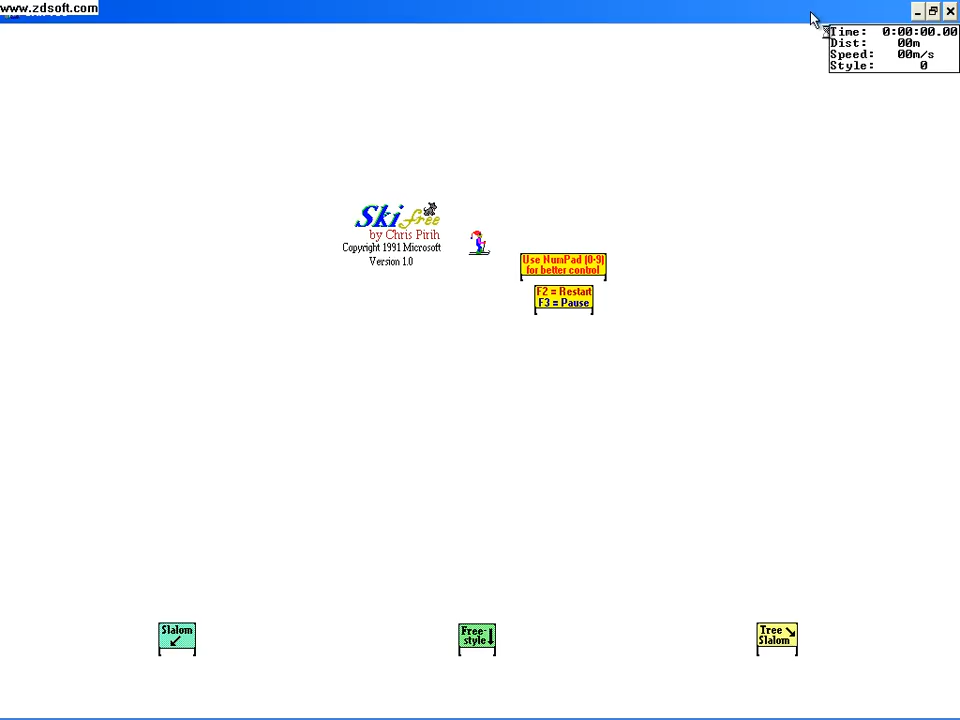 www.zdsoft.com
Time: 0:00:00.00
Dist: 00m
Speed: 00m/s
Style: 0
Ski free
by Chris Pirih
Copyright 1991 Microsoft
Version 1.0
Use NumPad (0-9)
for better control
F2 = Restart
F3 = Pause
Slalom
Free-
style
Tree
Slalom